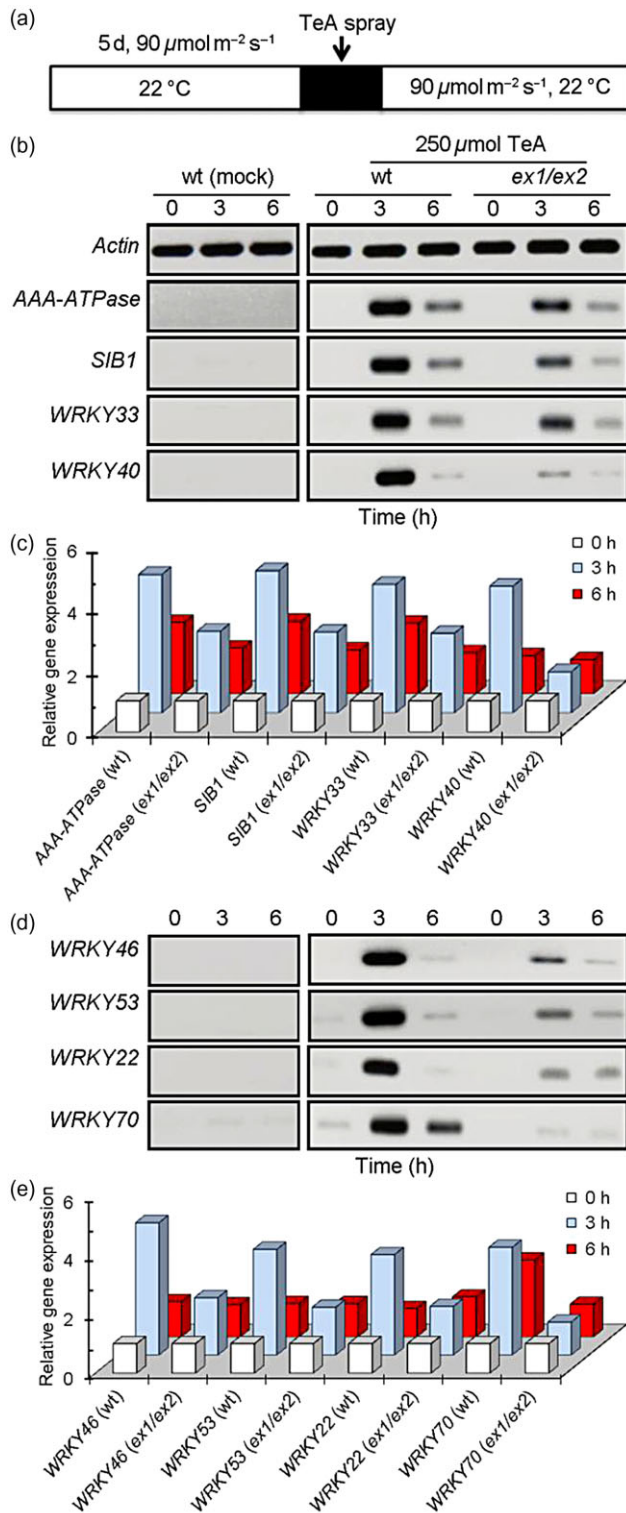 (a)
TeA spray
5 d, 90 µmol m⁻² s⁻¹
22 °C
90 µmol m⁻² s⁻¹, 22 °C
(b)
250 µmol TeA
wt (mock) wt ex1/ex2
0 3 6 0 3 6 0 3 6
Actin
AAA-ATPase
SIB1
WRKY33
WRKY40
Time (h)
(c)
Relative gene expresseion
6
4
2
0
0 h
3 h
6 h
AAA-ATPase (wt)
AAA-ATPase (ex1/ex2)
SIB1 (wt)
SIB1 (ex1/ex2)
WRKY33 (wt)
WRKY33 (ex1/ex2)
WRKY40 (wt)
WRKY40 (ex1/ex2)
(d)
0 3 6 0 3 6 0 3 6
WRKY46
WRKY53
WRKY22
WRKY70
Time (h)
(e)
Relative gene expression
6
4
2
0
0 h
3 h
6 h
WRKY46 (wt)
WRKY46 (ex1/ex2)
WRKY53 (wt)
WRKY53 (ex1/ex2)
WRKY22 (wt)
WRKY22 (ex1/ex2)
WRKY70 (wt)
WRKY70 (ex1/ex2)